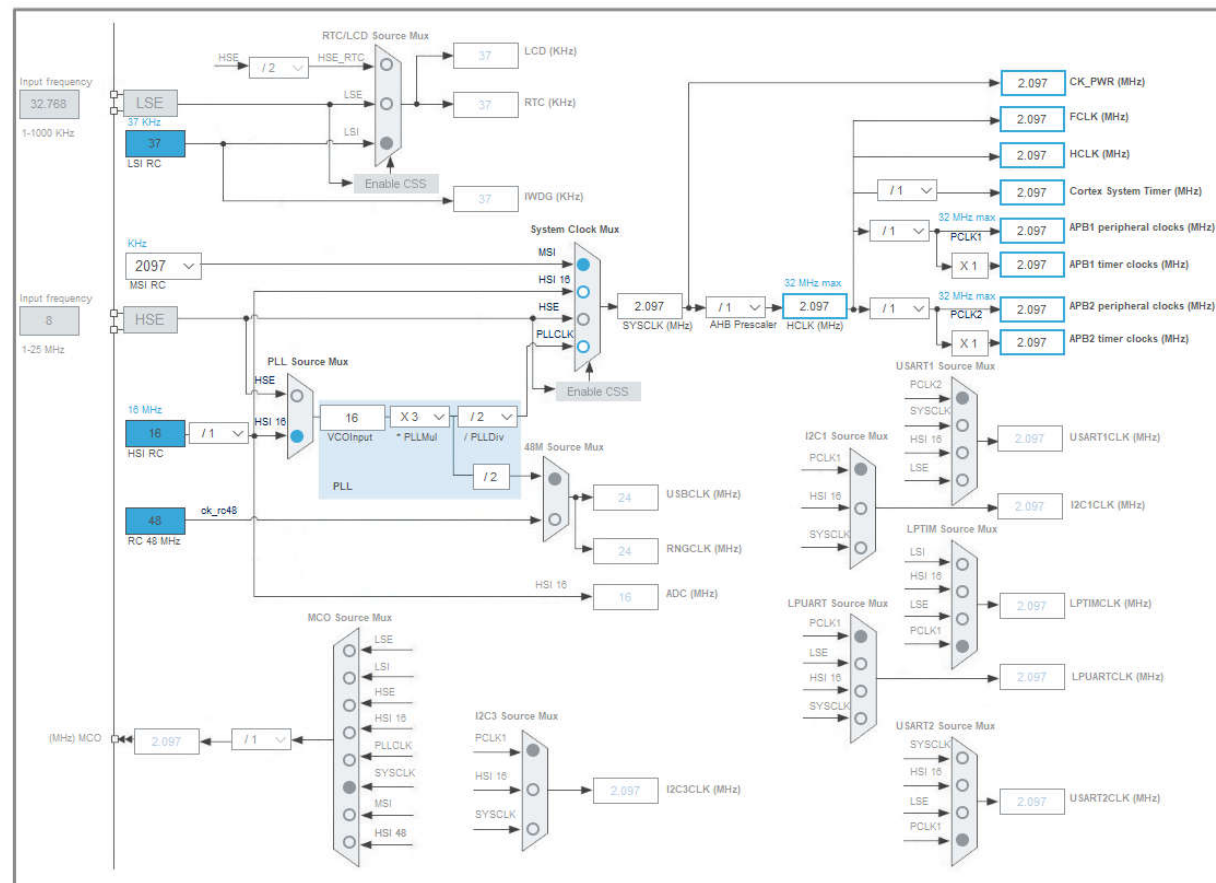 RTC/LCD Source Mux
HSE
/ 2
HSE_RTC
37
LCD (KHz)
Input frequency
32.768
1-1000 KHz
LSE
LSE
37
RTC (KHz)
37 KHz
37
LSI RC
LSI
Enable CSS
37
IWDG (KHz)
2.097
CK_PWR (MHz)
2.097
FCLK (MHz)
2.097
HCLK (MHz)
/ 1
2.097
Cortex System Timer (MHz)
32 MHz max
/ 1
PCLK1
2.097
APB1 peripheral clocks (MHz)
X 1
2.097
APB1 timer clocks (MHz)
System Clock Mux
KHz
2097
MSI RC
MSI
HSI 16
HSE
PLLCLK
Input frequency
8
1-25 MHz
HSE
2.097
SYSCLK (MHz)
/ 1
AHB Prescaler
32 MHz max
2.097
HCLK (MHz)
32 MHz max
/ 1
PCLK2
2.097
APB2 peripheral clocks (MHz)
X 1
2.097
APB2 timer clocks (MHz)
Enable CSS
PLL Source Mux
HSE
HSI 16
16 MHz
16
HSI RC
/ 1
16
VCOInput
X 3
* PLLMul
/ 2
/ PLLDiv
/ 2
PLL
48M Source Mux
24
USBCLK (MHz)
48
RC 48 MHz
ck_rc48
24
RNGCLK (MHz)
HSI 16
16
ADC (MHz)
USART1 Source Mux
PCLK2
SYSCLK
HSI 16
LSE
2.097
USART1CLK (MHz)
I2C1 Source Mux
PCLK1
HSI 16
SYSCLK
2.097
I2C1CLK (MHz)
LPTIM Source Mux
LSI
HSI 16
LSE
PCLK1
2.097
LPTIMCLK (MHz)
LPUART Source Mux
PCLK1
LSE
HSI 16
SYSCLK
2.097
LPUARTCLK (MHz)
MCO Source Mux
LSE
LSI
HSE
HSI 16
PLLCLK
SYSCLK
MSI
HSI 48
(MHz) MCO
2.097
/ 1
I2C3 Source Mux
PCLK1
HSI 16
SYSCLK
2.097
I2C3CLK (MHz)
USART2 Source Mux
SYSCLK
HSI 16
LSE
PCLK1
2.097
USART2CLK (MHz)